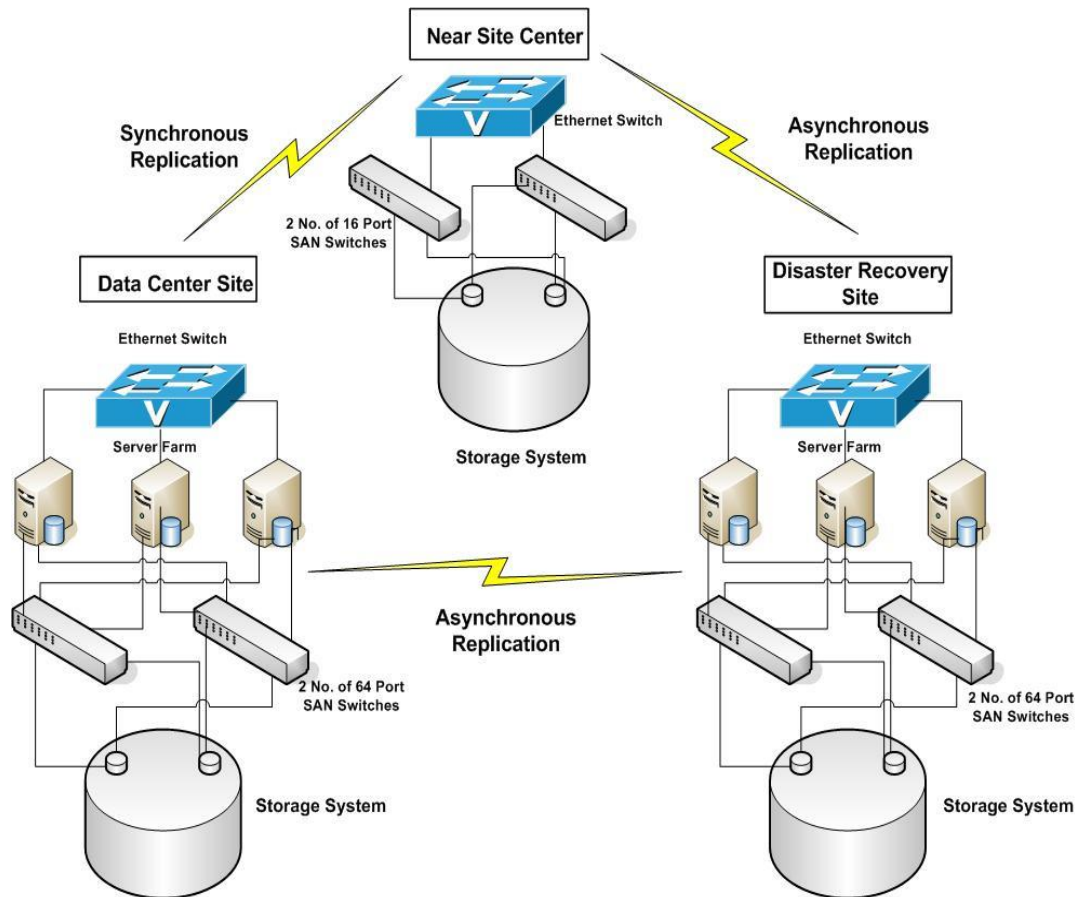 Near Site Center
Ethernet Switch
V
Synchronous
Replication
Asynchronous
Replication
2 No. of 16 Port
SAN Switches
Data Center Site
Disaster Recovery
Site
Storage System
Ethernet Switch
V
Server Farm
Ethernet Switch
V
Server Farm
Asynchronous
Replication
2 No. of 64 Port
SAN Switches
2 No. of 64 Port
SAN Switches
Storage System
Storage System